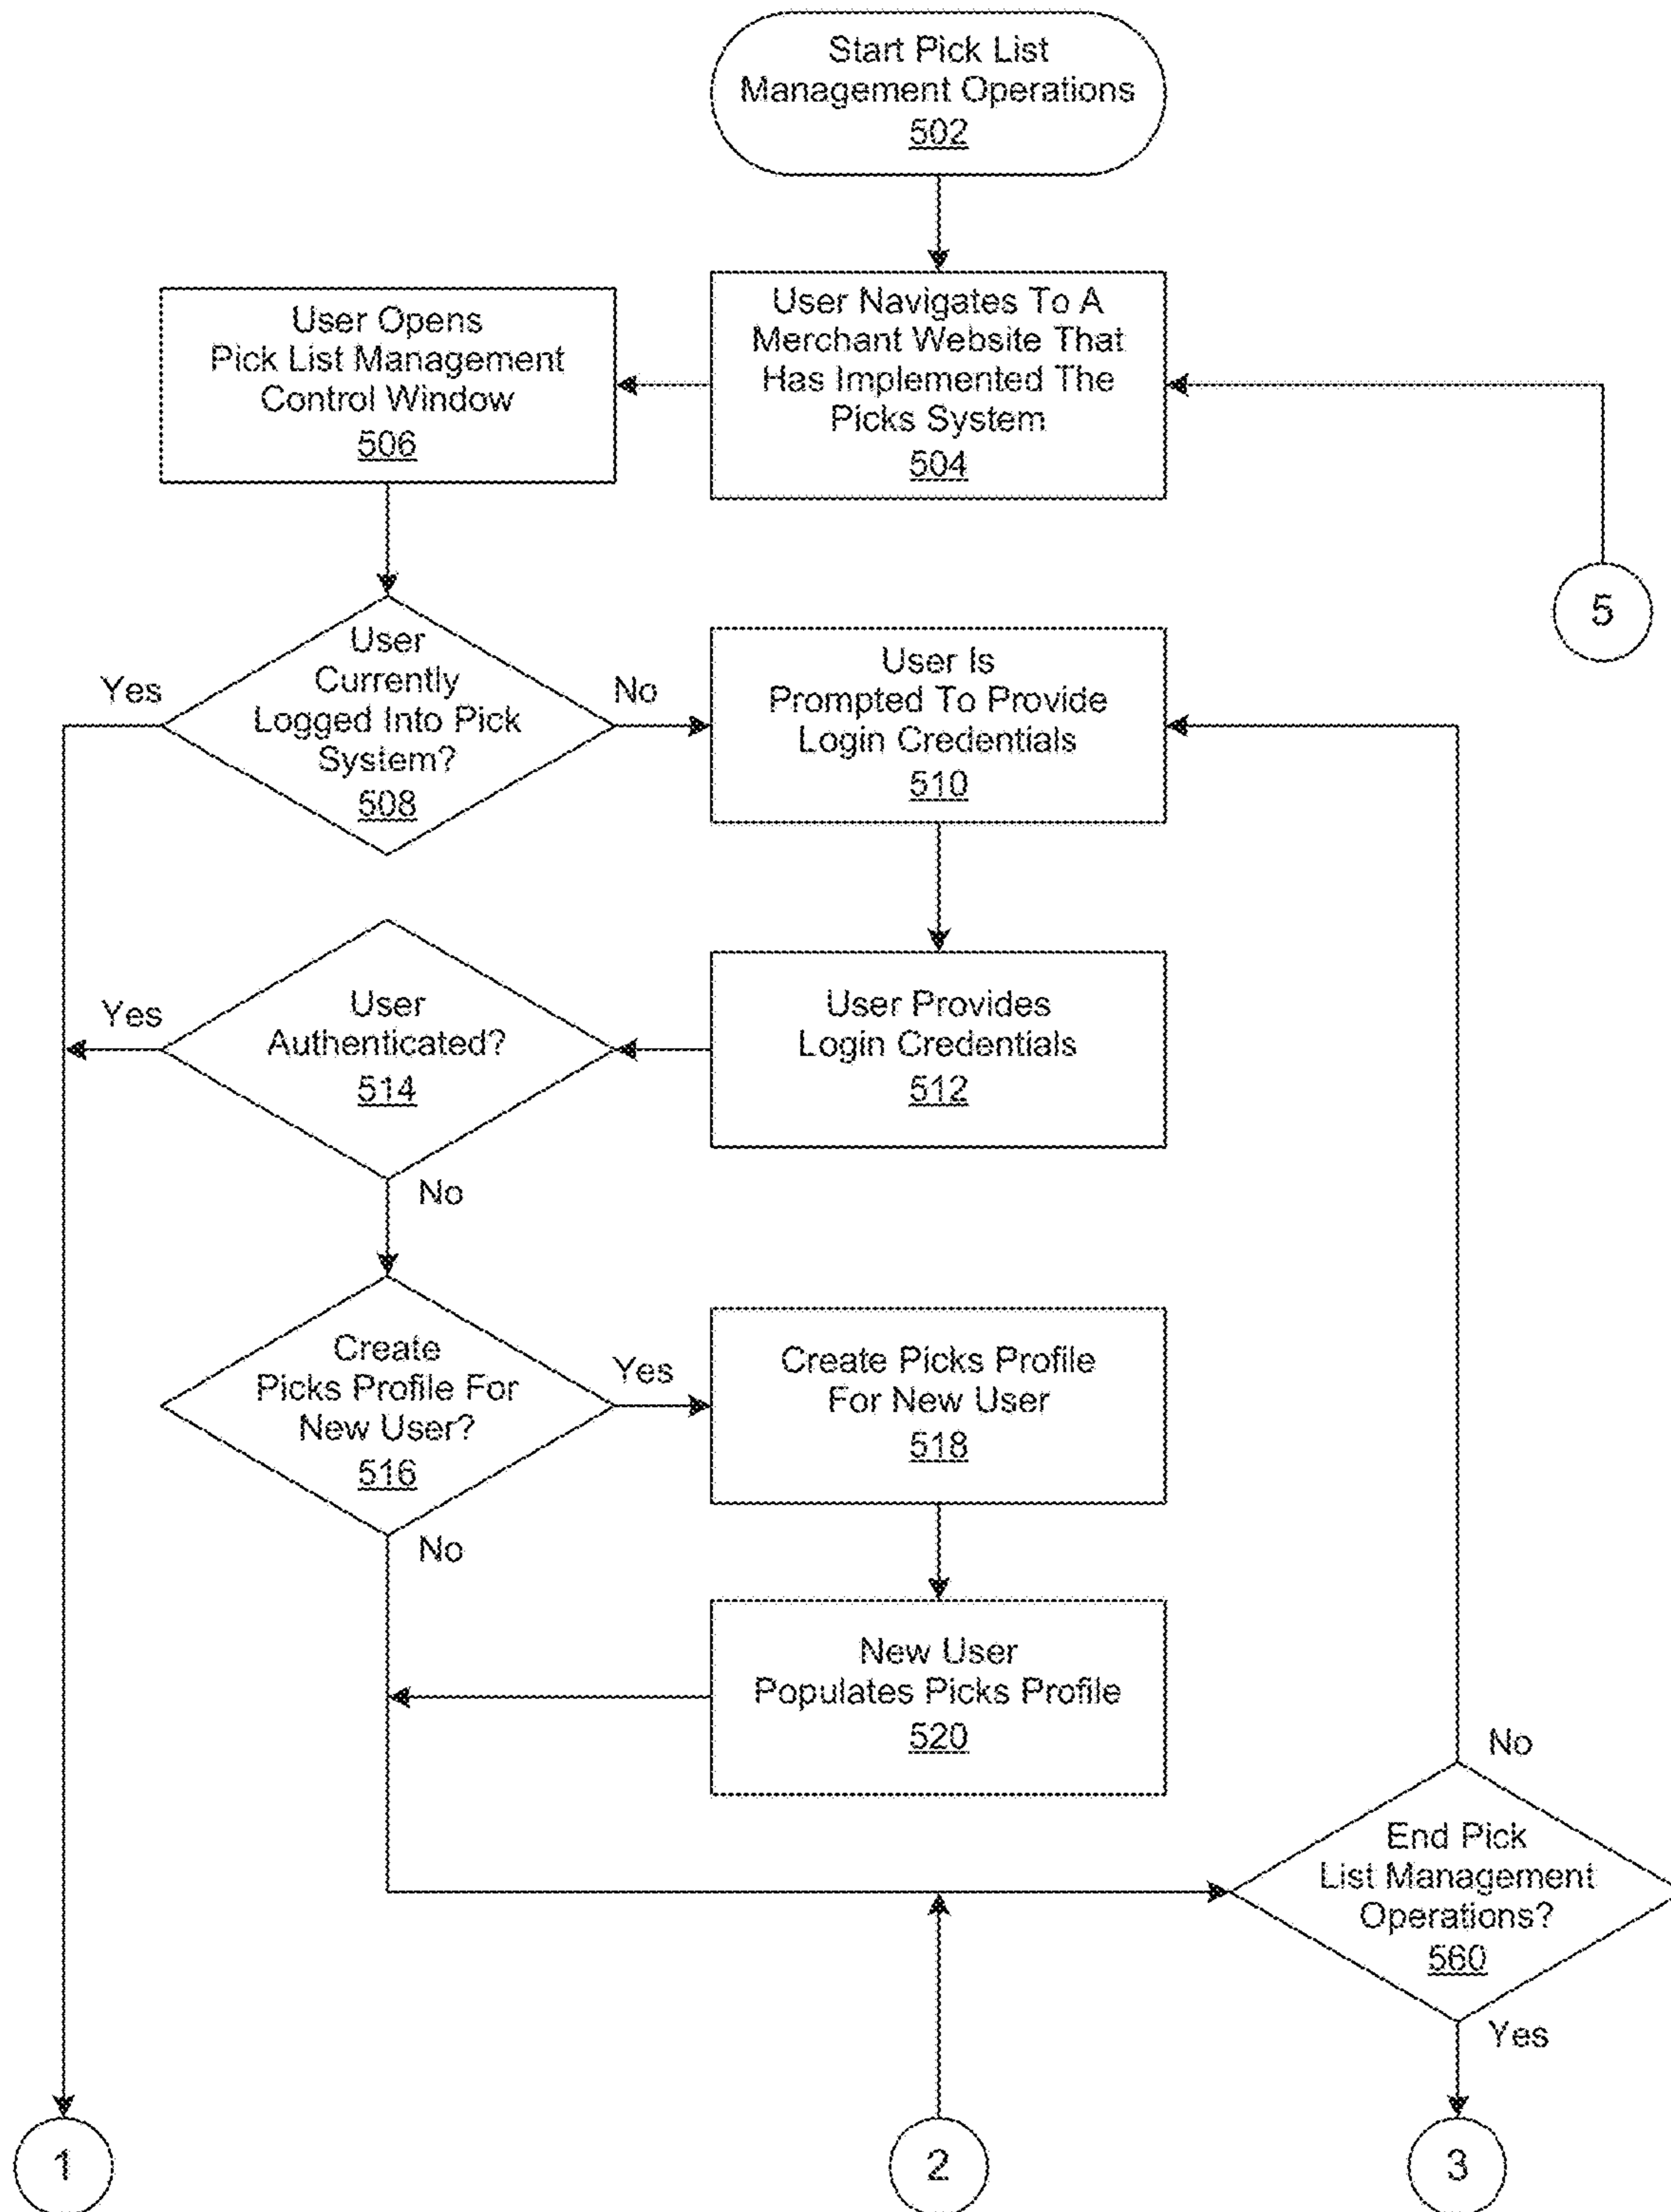 Start Pick List
Management Operations
502
User Opens
Pick List Management
Control Window
506
User Navigates To A
Merchant Website That
Has Implemented The
Picks System
504
5
Yes
User
Currently
Logged Into Pick
System?
508
No
User Is
Prompted To Provide
Login Credentials
510
Yes
User
Authenticated?
514
User Provides
Login Credentials
512
No
Create
Picks Profile For
New User?
516
Yes
Create Picks Profile
For New User
518
No
New User
Populates Picks Profile
520
No
End Pick
List Management
Operations?
560
Yes
1
2
3